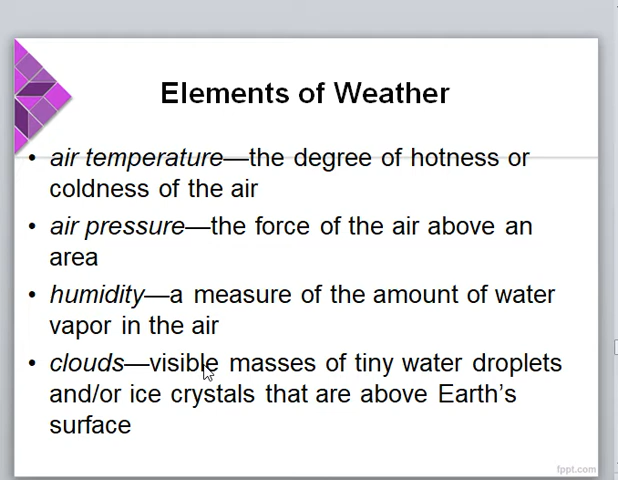 Elements of Weather
• air temperature—the degree of hotness or
coldness of the air
• air pressure—the force of the air above an
area
• humidity—a measure of the amount of water
vapor in the air
• clouds—visible masses of tiny water droplets
and/or ice crystals that are above Earth's
surface
fppt.com